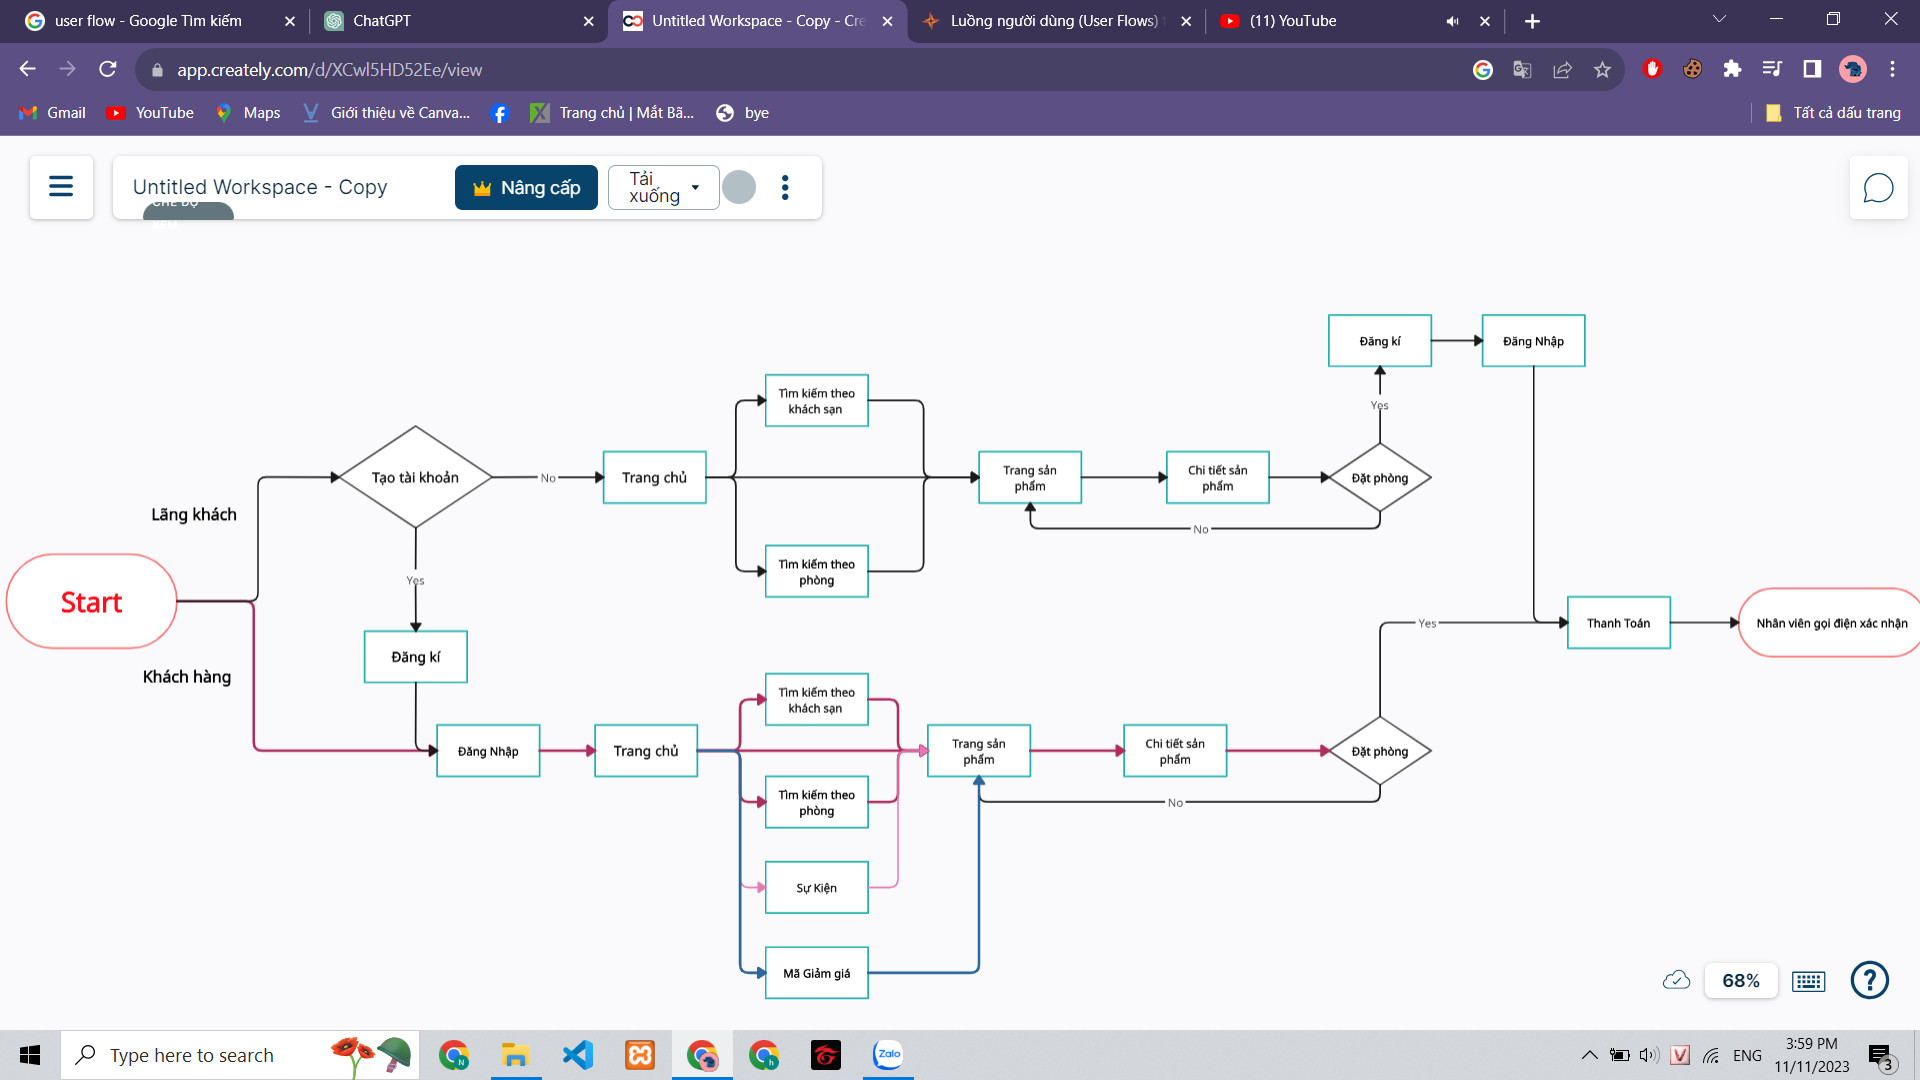 user flow - Google Tìm kiếm
ChatGPT
Untitled Workspace - Copy - Cre
Luồng người dùng (User Flows)
(11) YouTube
app.creately.com/d/XCwl5HD52Ee/view
Gmail
YouTube
Maps
Giới thiệu về Canva...
Trang chủ | Mắt Bã...
bye
Tất cả dấu trang
Untitled Workspace - Copy
CHẾ ĐỘ
Nâng cấp
Tải
xuống
Đăng kí
Đăng Nhập
Tìm kiếm theo
khách sạn
Yes
Tạo tài khoản
No
Trang chủ
Trang sản
phẩm
Chi tiết sản
phẩm
Đặt phòng
Lãng khách
No
Tìm kiếm theo
phòng
Yes
Start
Thanh Toán
Nhân viên gọi điện xác nhận
Yes
Đăng kí
Khách hàng
Tìm kiếm theo
khách sạn
Đăng Nhập
Trang chủ
Trang sản
phẩm
Chi tiết sản
phẩm
Đặt phòng
Tìm kiếm theo
phòng
No
Sự Kiện
Mã Giảm giá
68%
Type here to search
Zalo
ENG
3:59 PM
11/11/2023
3